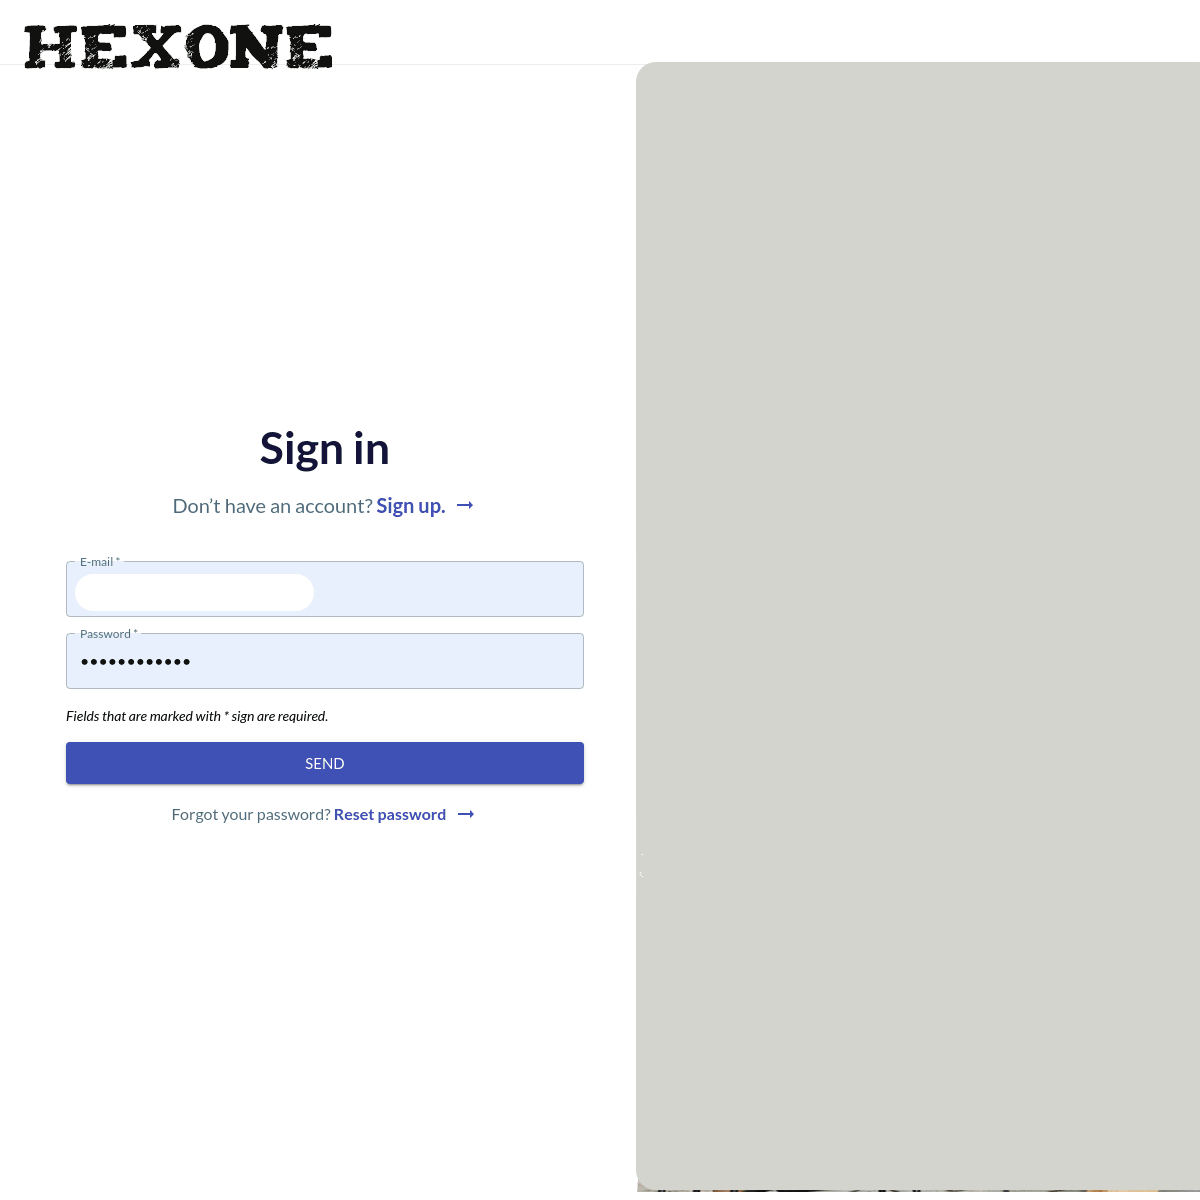 HEXONE
Sign in
Don’t have an account? Sign up. →
E-mail *
Password *
••••••••••••
Fields that are marked with * sign are required.
SEND
Forgot your password? Reset password →